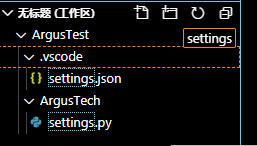 无标题 (工作区)
ArgusTest
settings
.vscode
{} settings.json
ArgusTech
settings.py